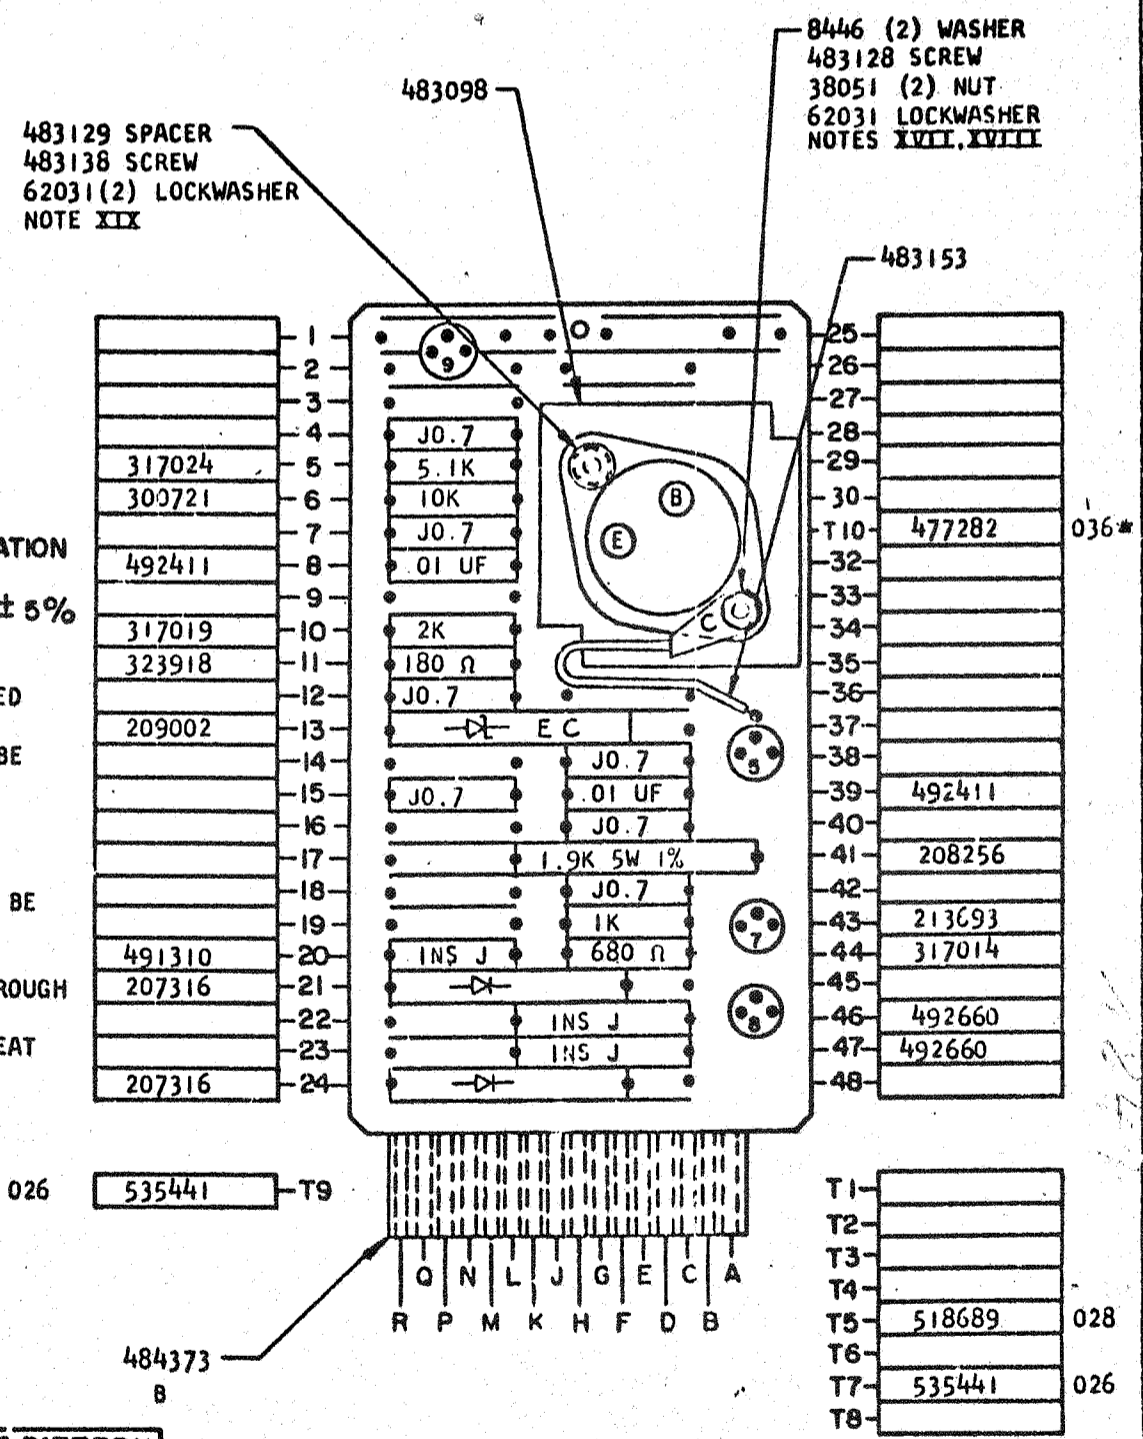 8446 (2) WASHER
483128 SCREW
38051 (2) NUT
62031 LOCKWASHER
NOTES XVII, XVIII
483098
483129 SPACER
483138 SCREW
62031(2) LOCKWASHER
NOTE XIX
483153
1 25
2 26
3 27
4 J0.7 28
317024 5 5.1K 29
300721 6 10K 30
7 J0.7 T10 477282 036*
492411 8 .01 UF 32
9 33
317019 10 2K 34
323918 11 180 Ω 35
12 J0.7 36
209002 13 E C 37
14 J0.7 38
15 J0.7 .01 UF 39 492411
16 J0.7 40
17 1.9K 5W 1% 41 208256
18 J0.7 42
19 1K 43 213693
491310 20 INS J 680 Ω 44 317014
207316 21 45
22 INS J 46 492660
23 INS J 47 492660
207316 24 48
9
B
E
C
5
7
8
ATION
± 5%
ED
BE
BE
ROUGH
EAT
026 535441 T9
T1
T2
T3
T4
T5 518689 028
T6
T7 535441 026
T8
Q N L J G E C A
R P M K H F D B
484373
B